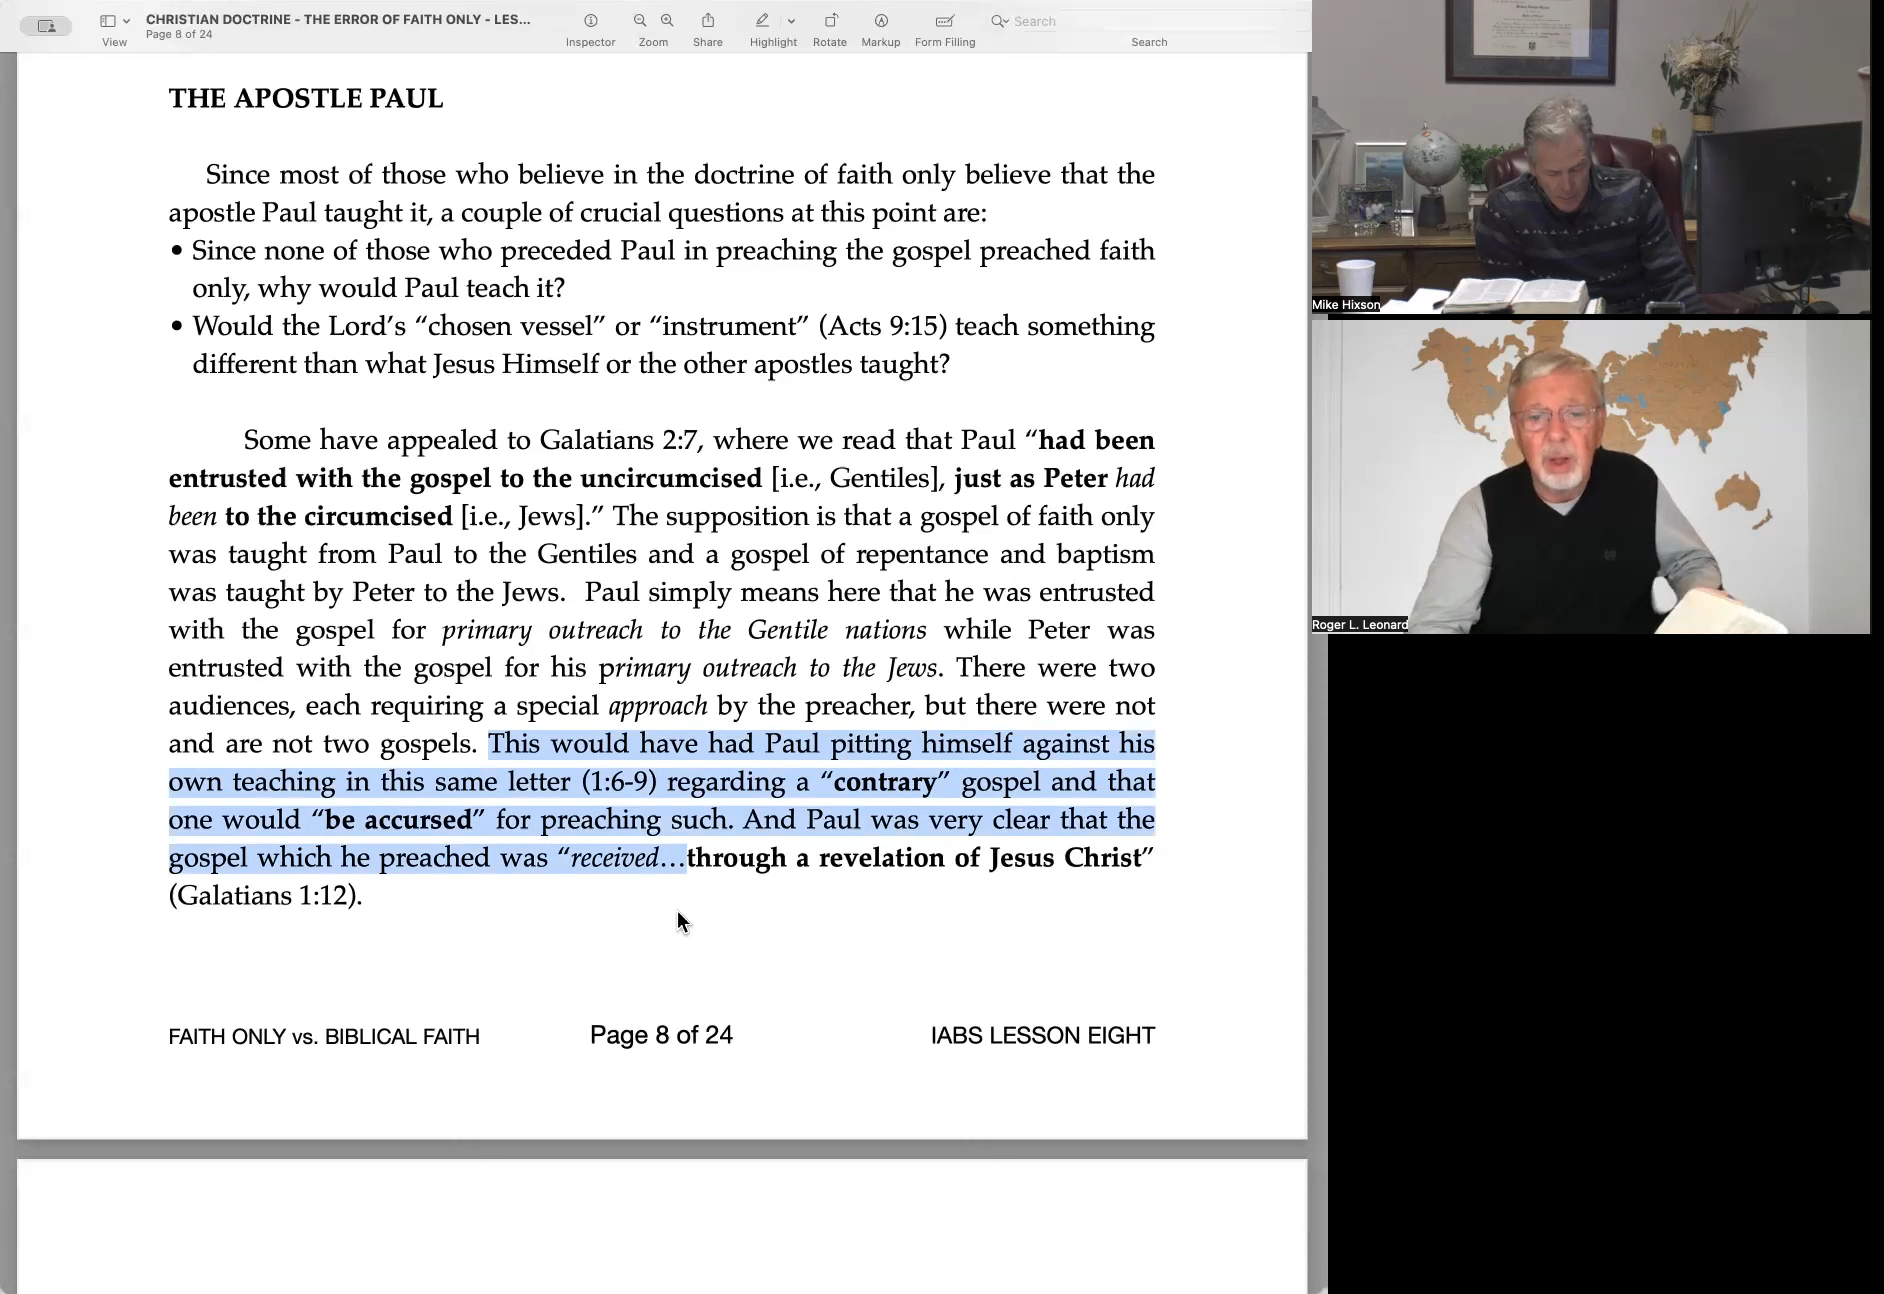 CHRISTIAN DOCTRINE - THE ERROR OF FAITH ONLY - LES...
Page 8 of 24
View
Inspector
Zoom
Share
Highlight
Rotate
Markup
Form Filling
Search
Search
THE APOSTLE PAUL
Since most of those who believe in the doctrine of faith only believe that the
apostle Paul taught it, a couple of crucial questions at this point are:
• Since none of those who preceded Paul in preaching the gospel preached faith
only, why would Paul teach it?
• Would the Lord’s “chosen vessel” or “instrument” (Acts 9:15) teach something
different than what Jesus Himself or the other apostles taught?
Some have appealed to Galatians 2:7, where we read that Paul “had been
entrusted with the gospel to the uncircumcised [i.e., Gentiles], just as Peter had
been to the circumcised [i.e., Jews].” The supposition is that a gospel of faith only
was taught from Paul to the Gentiles and a gospel of repentance and baptism
was taught by Peter to the Jews. Paul simply means here that he was entrusted
with the gospel for primary outreach to the Gentile nations while Peter was
entrusted with the gospel for his primary outreach to the Jews. There were two
audiences, each requiring a special approach by the preacher, but there were not
and are not two gospels. This would have had Paul pitting himself against his
own teaching in this same letter (1:6-9) regarding a “contrary” gospel and that
one would “be accursed” for preaching such. And Paul was very clear that the
gospel which he preached was “received…through a revelation of Jesus Christ”
(Galatians 1:12).
FAITH ONLY vs. BIBLICAL FAITH
Page 8 of 24
IABS LESSON EIGHT
Mike Hixson
Roger L. Leonard